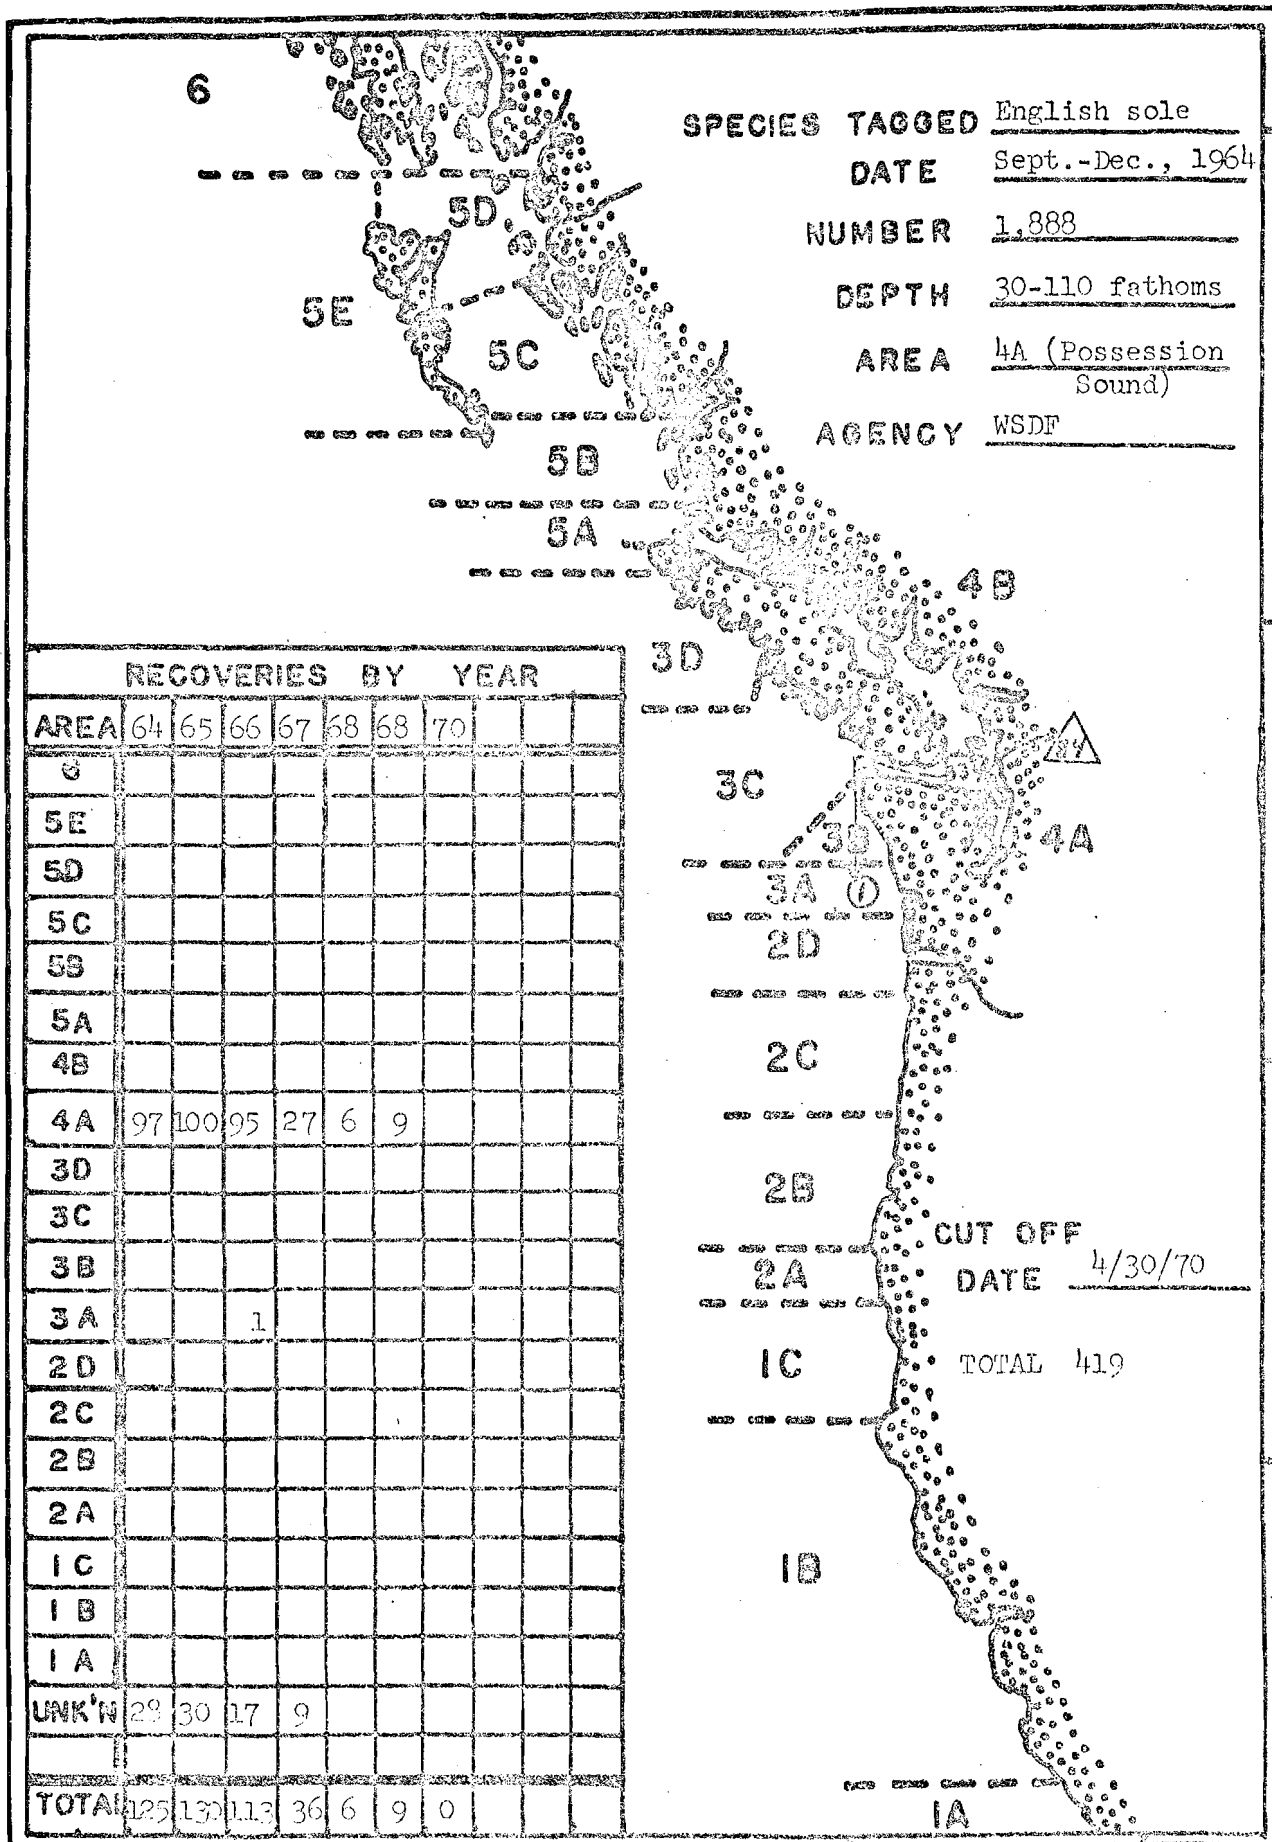 6
SPECIES TAGGED English sole
DATE Sept.-Dec., 1964
5D
NUMBER 1,888
5E
DEPTH 30-110 fathoms
5C
AREA 4A (Possession
Sound)
AGENCY WSDF
5B
5A
4B
3D
RECOVERIES BY YEAR
AREA 64 65 66 67 68 68 70
6
5E
5D
5C
5B
5A
4B
4A 97 100 95 27 6 9
3D
3C
3B
3A 1
2D
2C
2B
2A
1C
1B
1A
UNK'N 28 30 17 9
TOTAL 125 130 113 36 6 9 0
3C
3B
4A
3A 1
2D
2C
2B
CUT OFF
2A
DATE 4/30/70
1C
TOTAL 419
1B
1A